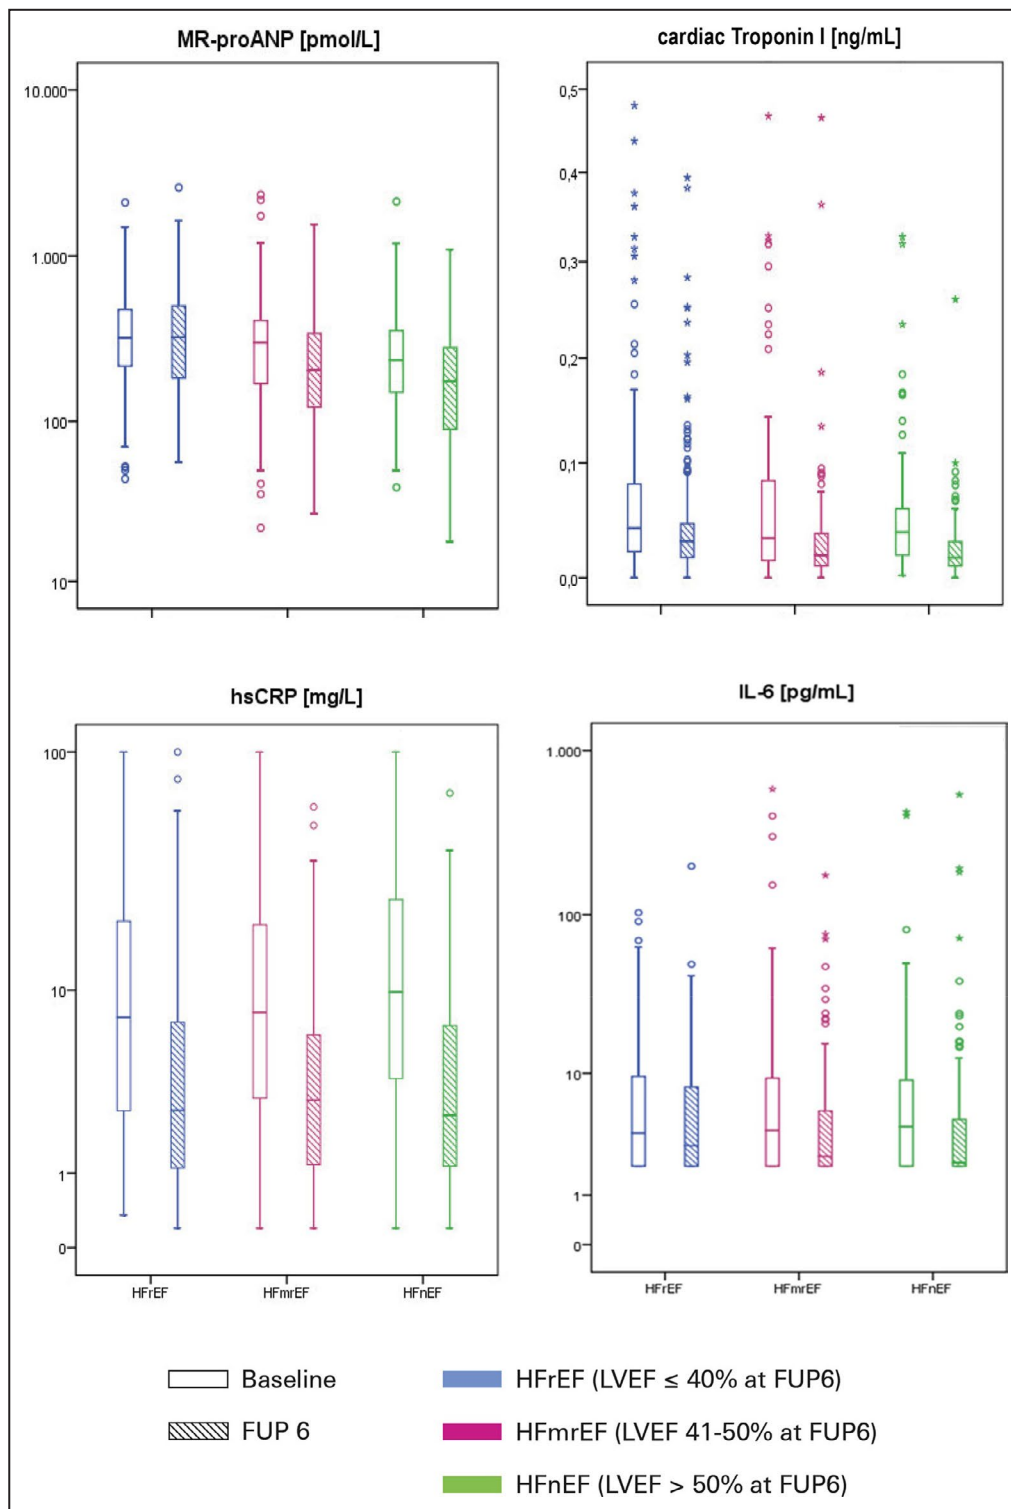 MR-proANP [pmol/L]
10.000
1.000
100
10
cardiac Troponin I [ng/mL]
0,5
0,4
0,3
0,2
0,1
0,0
hsCRP [mg/L]
100
10
1
0
HFrEF HFmrEF HFnEF
IL-6 [pg/mL]
1.000
100
10
1
0
HFrEF HFmrEF HFnEF
Baseline
FUP 6
HFrEF (LVEF ≤ 40% at FUP6)
HFmrEF (LVEF 41-50% at FUP6)
HFnEF (LVEF > 50% at FUP6)